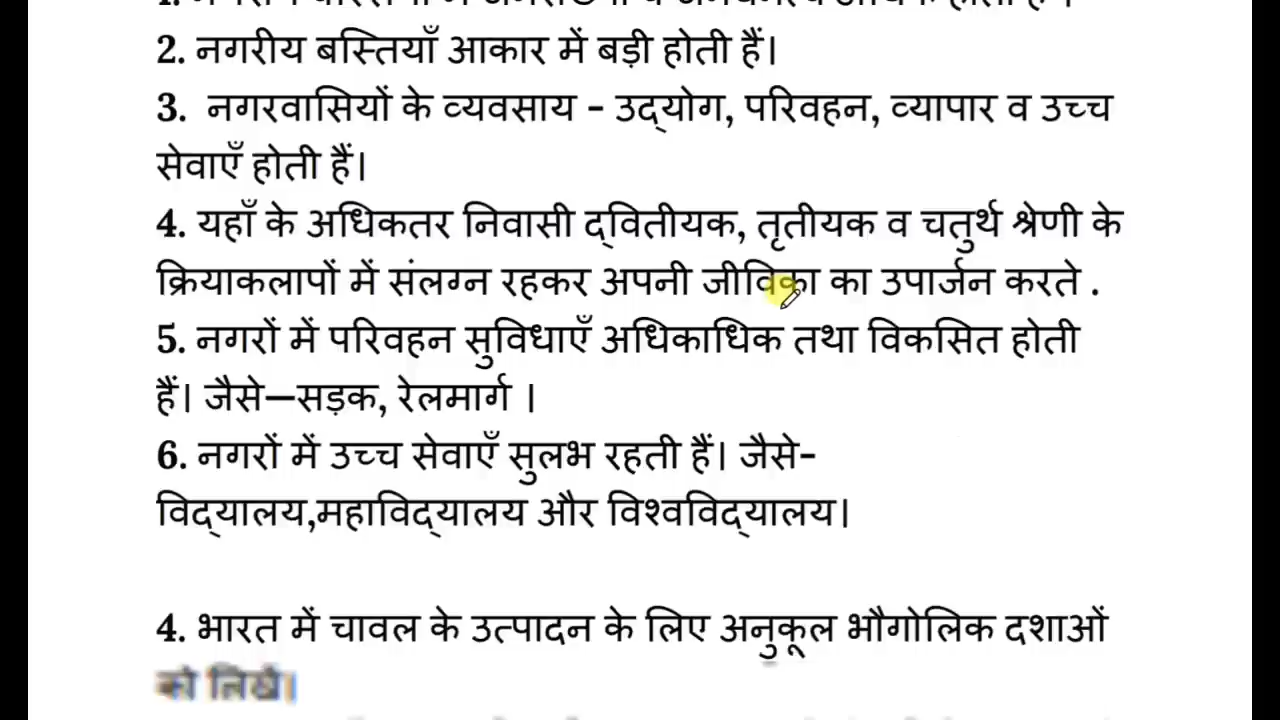 2. नगरीय बस्तियाँ आकार में बड़ी होती हैं।
3. नगरवासियों के व्यवसाय - उद्योग, परिवहन, व्यापार व उच्च
सेवाएँ होती हैं।
4. यहाँ के अधिकतर निवासी द्वितीयक, तृतीयक व चतुर्थ श्रेणी के
क्रियाकलापों में संलग्न रहकर अपनी जीविका का उपार्जन करते .
5. नगरों में परिवहन सुविधाएँ अधिकाधिक तथा विकसित होती
हैं। जैसे—सड़क, रेलमार्ग ।
6. नगरों में उच्च सेवाएँ सुलभ रहती हैं। जैसे-
विद्यालय,महाविद्यालय और विश्वविद्यालय।
4. भारत में चावल के उत्पादन के लिए अनुकूल भौगोलिक दशाओं
को लिखें।